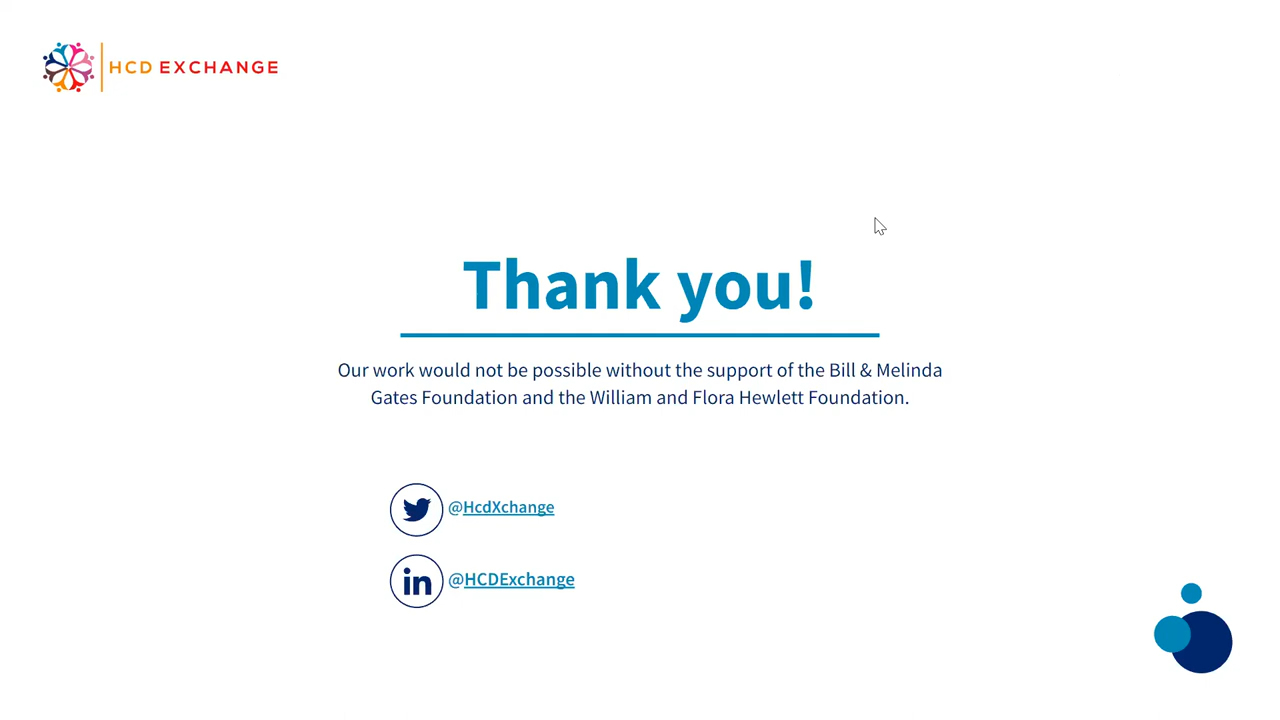 HCD EXCHANGE
Thank you!
Our work would not be possible without the support of the Bill & Melinda
Gates Foundation and the William and Flora Hewlett Foundation.
@HcdXchange
in @HCDExchange